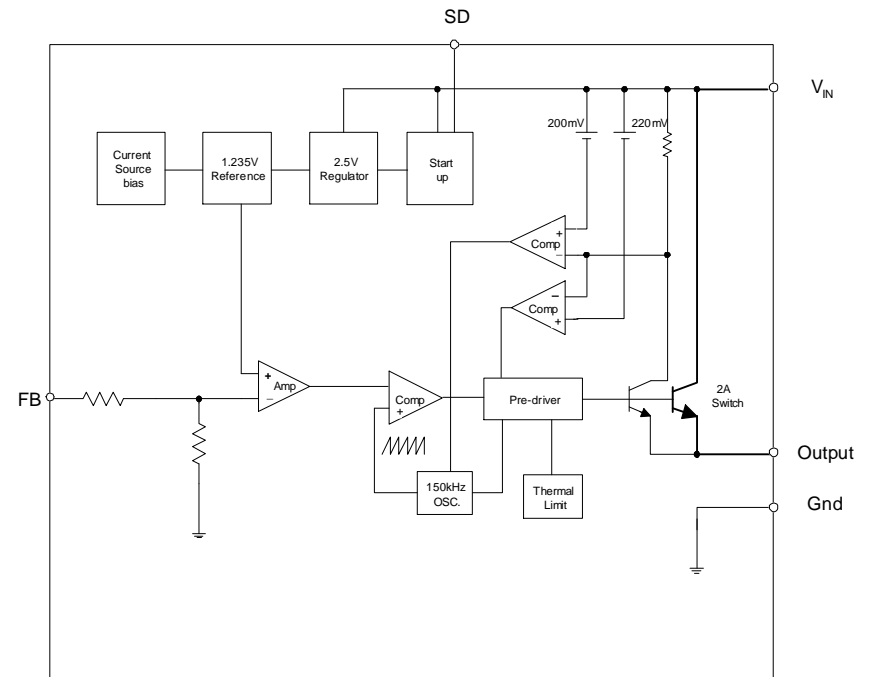 SD
V_IN
200mV
220mV
Current
Source
bias
1.235V
Reference
2.5V
Regulator
Start
up
+
Comp
−
−
Comp
+
FB
+
Amp
−
Comp
+
Pre-driver
2A
Switch
Output
150kHz
OSC.
Thermal
Limit
Gnd